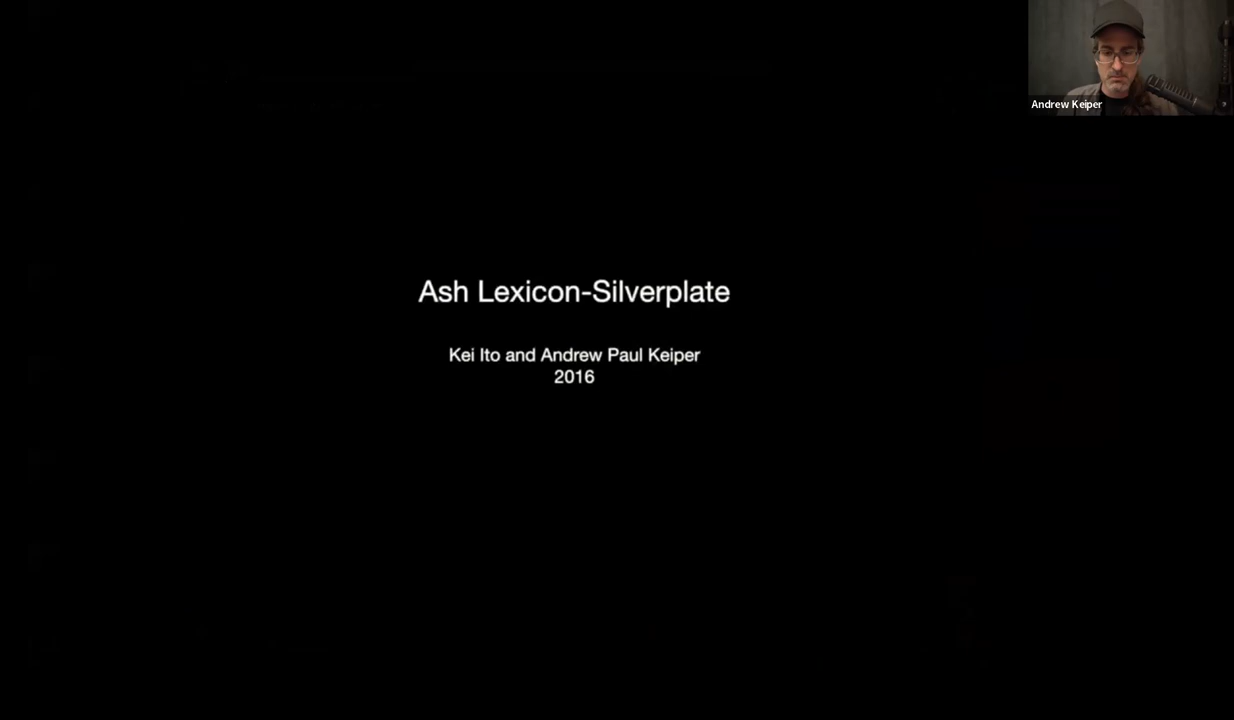 Andrew Keiper
Ash Lexicon-Silverplate
Kei Ito and Andrew Paul Keiper
2016